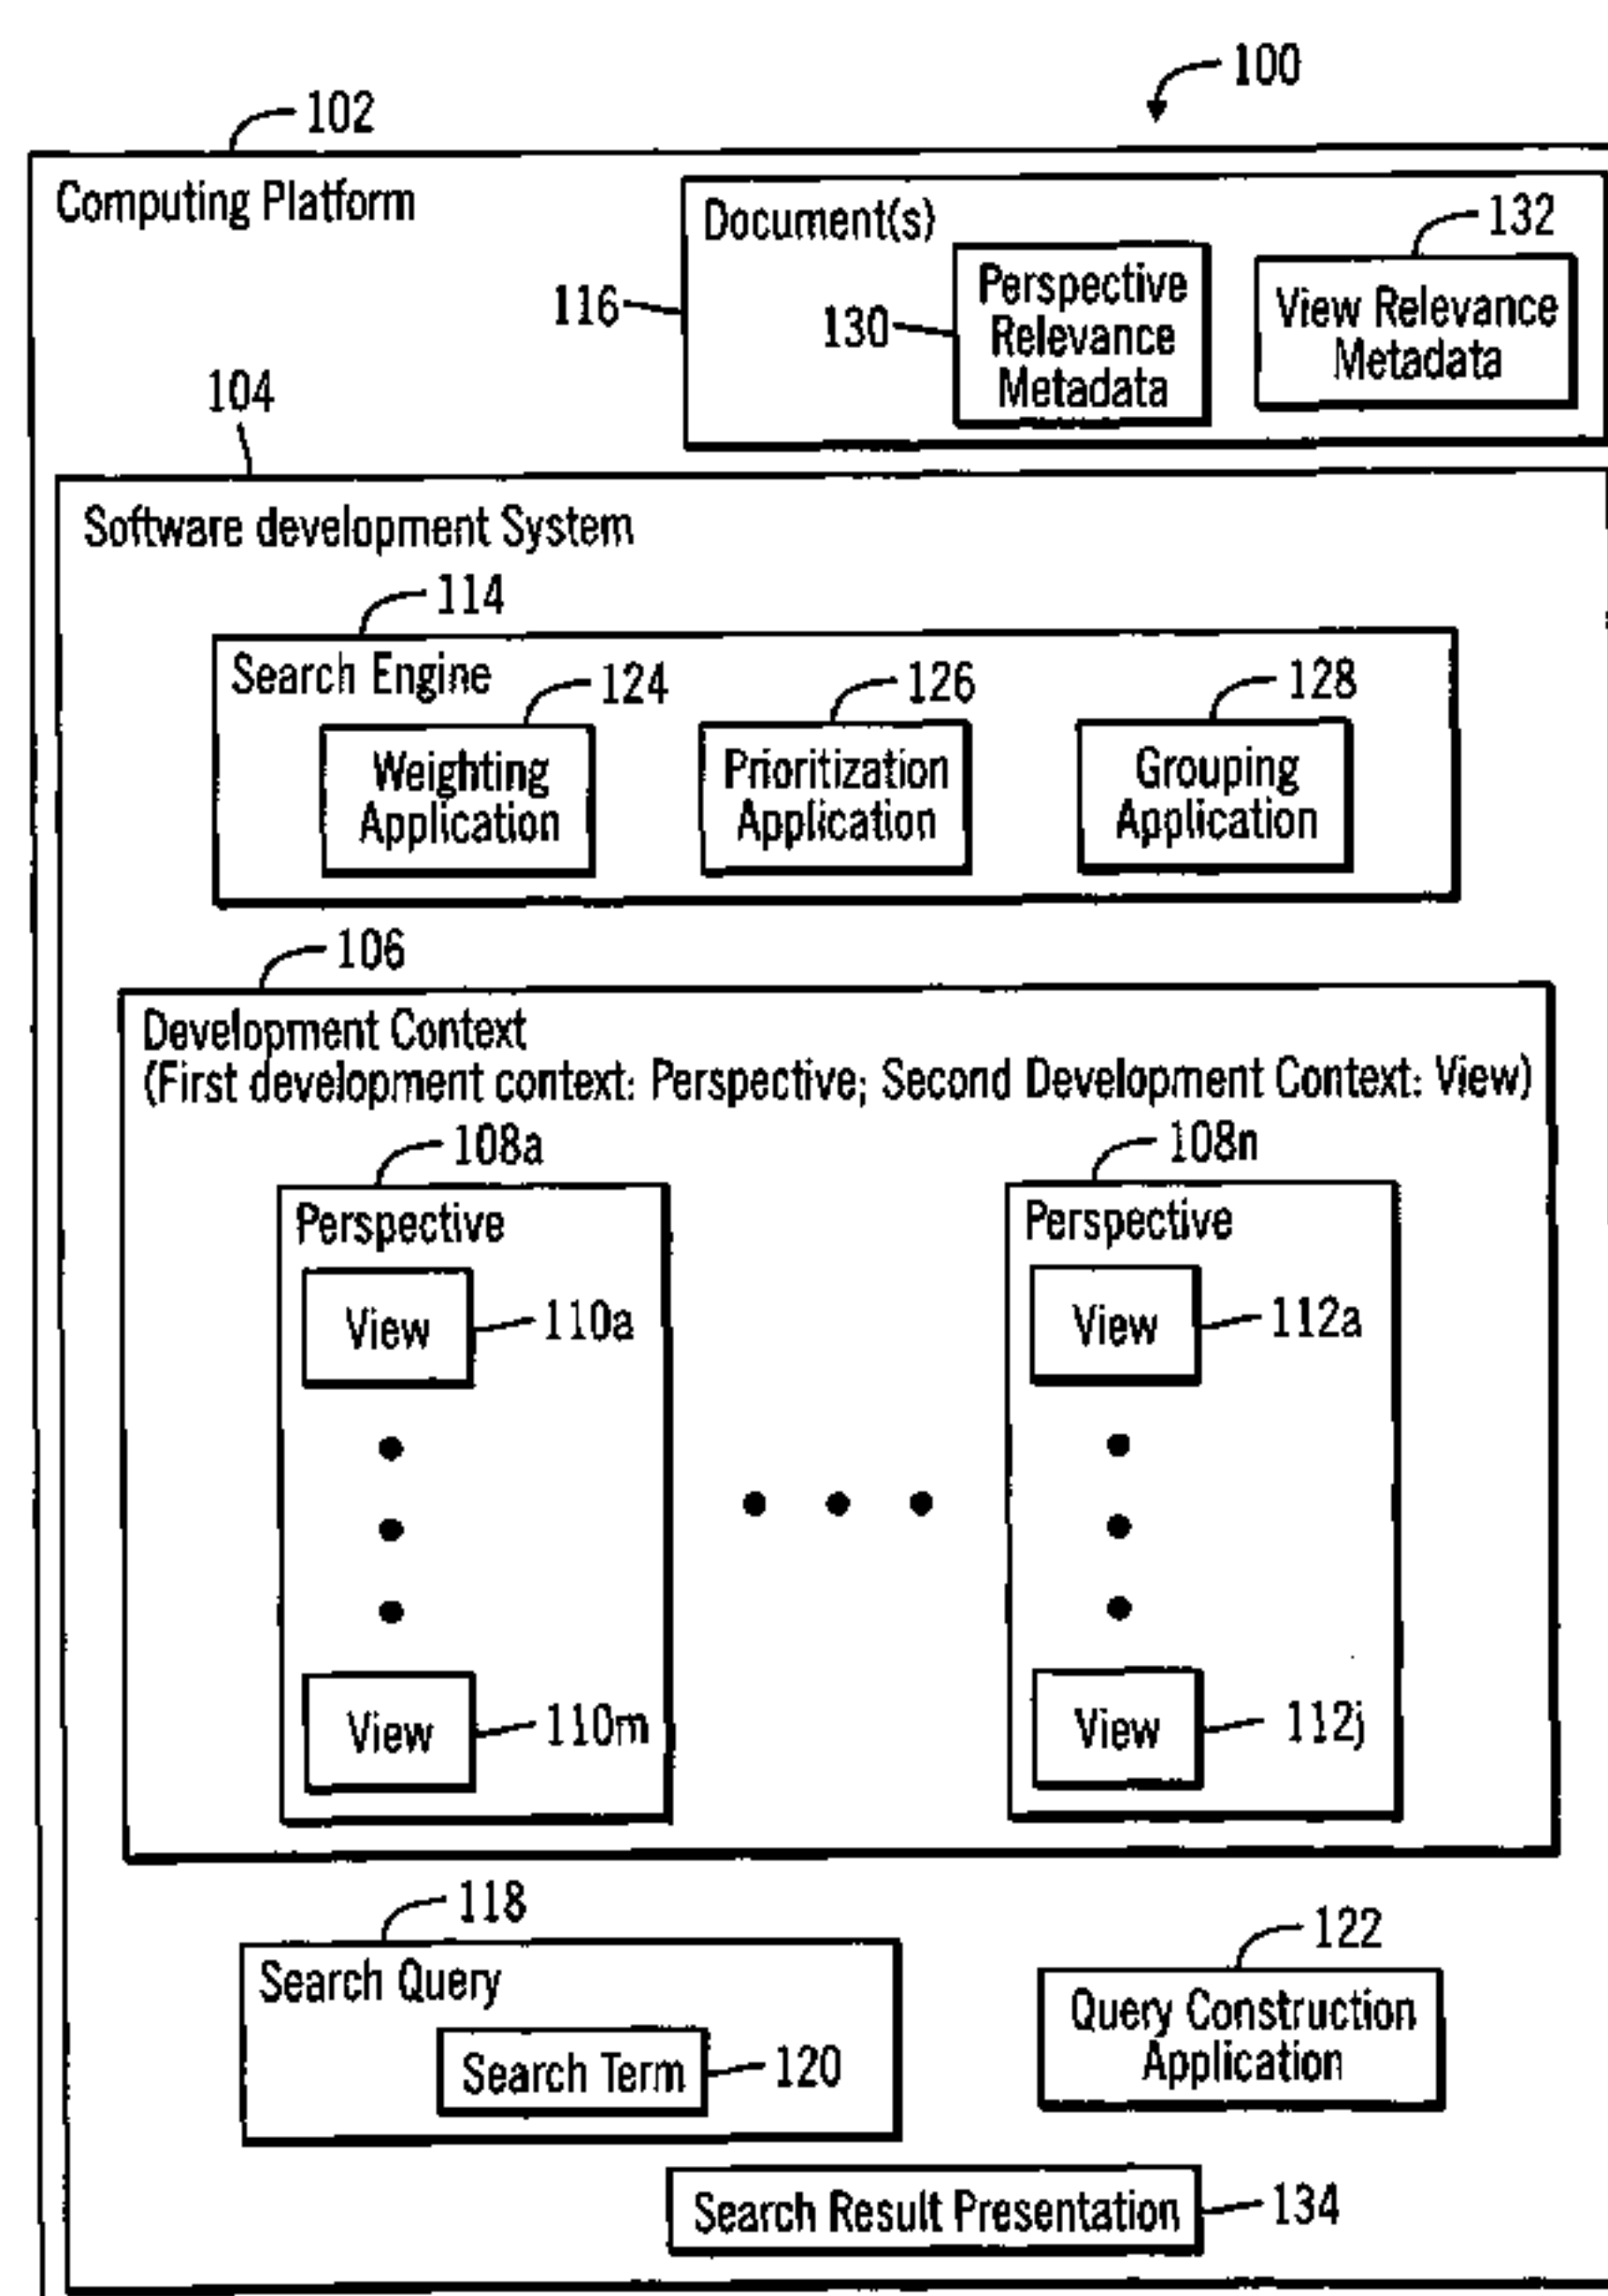 100
102
Computing Platform
Document(s)
132
116
130
Perspective
Relevance
Metadata
View Relevance
Metadata
104
Software development System
114
Search Engine
124
126
128
Weighting
Application
Prioritization
Application
Grouping
Application
106
Development Context
(First development context: Perspective; Second Development Context: View)
108a
108n
Perspective
Perspective
View
110a
View
112a
View
110m
View
112j
118
122
Search Query
Query Construction
Application
Search Term
120
Search Result Presentation
134